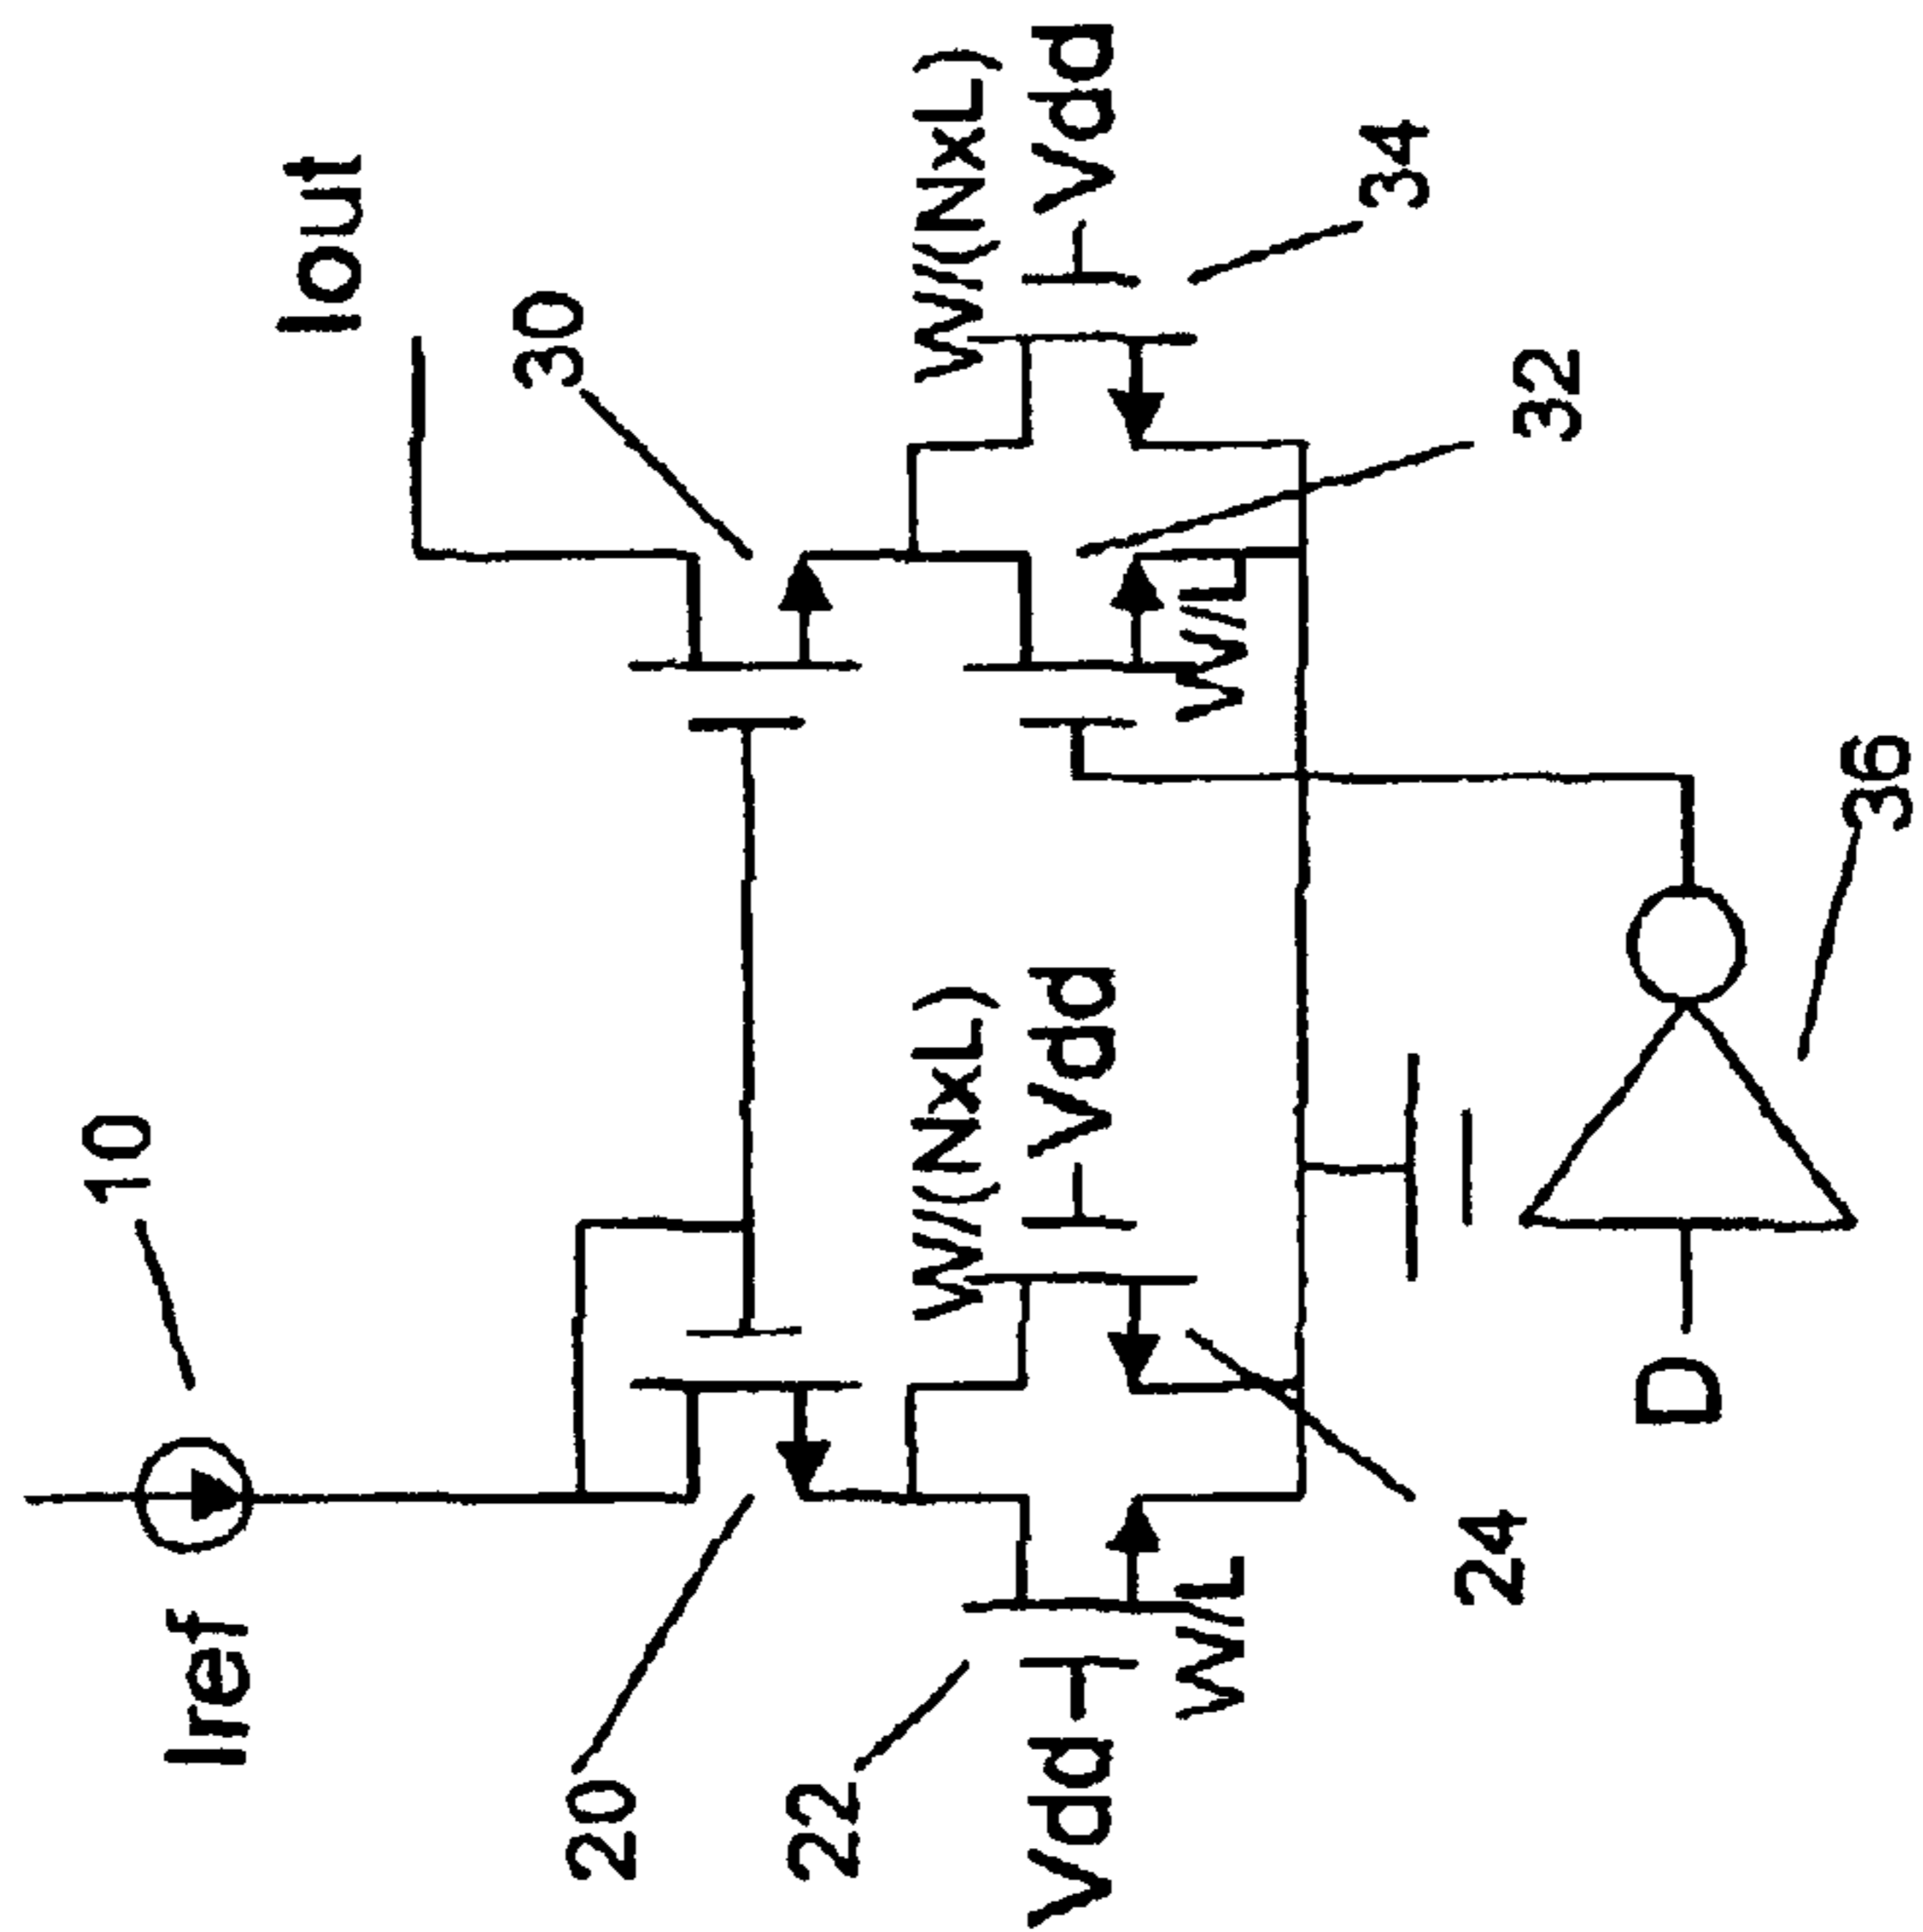 10
Iref
Iout
30
20
22
W/(NxL)
W/(NxL)
Vdd
Vdd
Vdd
W/L
W/L
34
24
32
D
36